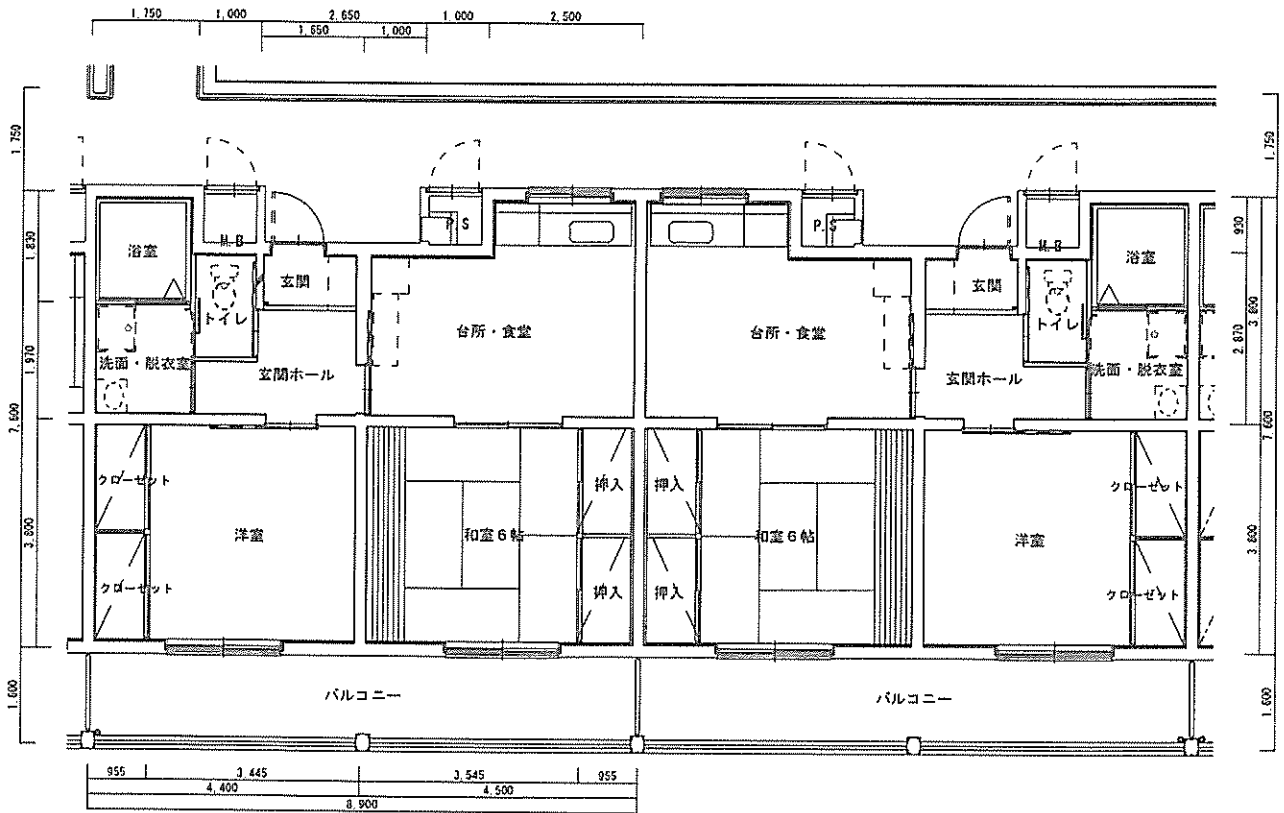 1,750 1,000 2,650 1,000 2,500
1,650 1,000
1,750
1,750
浴室
M.B
玄関
P.S
P.S
玄関
M.B
浴室
1,830
930
トイレ
台所・食堂
台所・食堂
トイレ
3,800
2,870
1,970
洗面・脱衣室
玄関ホール
玄関ホール
洗面・脱衣室
7,600
7,600
クローゼット
押入
押入
クローゼット
3,800
洋室
和室6帖
和室6帖
洋室
3,800
クローゼット
押入
押入
クローゼット
1,600
バルコニー
バルコニー
1,600
955 3,445 3,545 955
4,400 4,500
8,900